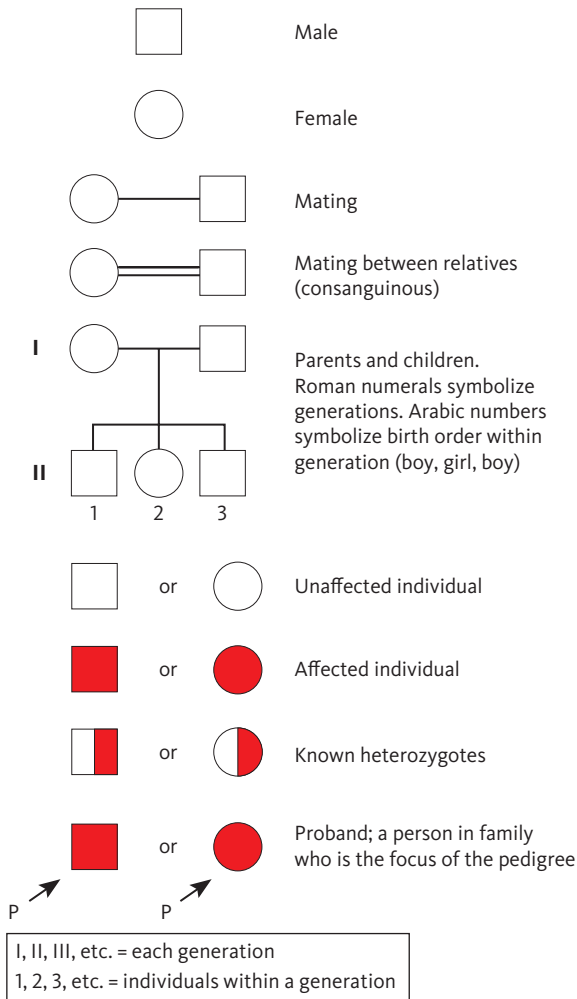 Male
Female
Mating
Mating between relatives
(consanguinous)
I
Parents and children.
Roman numerals symbolize
generations. Arabic numbers
symbolize birth order within
generation (boy, girl, boy)
II
1 2 3
or
Unaffected individual
or
Affected individual
or
Known heterozygotes
or
Proband; a person in family
who is the focus of the pedigree
P P
I, II, III, etc. = each generation
1, 2, 3, etc. = individuals within a generation